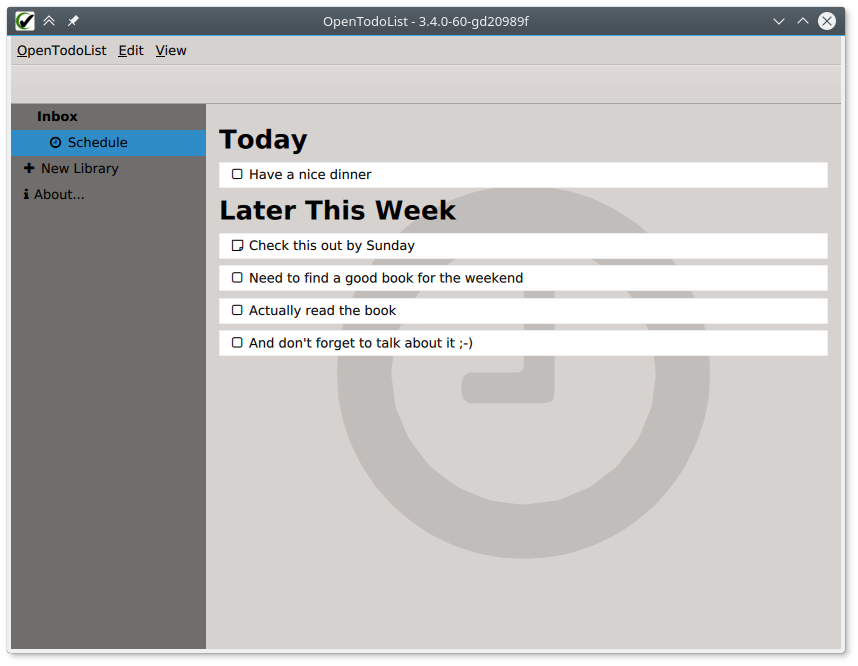 OpenTodoList - 3.4.0-60-gd20989f
OpenTodoList Edit View
Inbox
Schedule
New Library
About...
Today
Have a nice dinner
Later This Week
Check this out by Sunday
Need to find a good book for the weekend
Actually read the book
And don't forget to talk about it ;-)